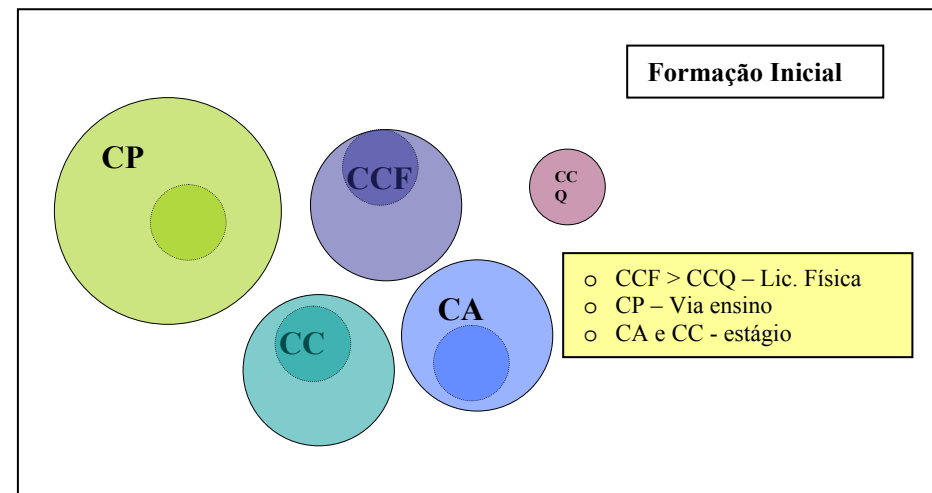 Formação Inicial
CP
CCF
CC
Q
CA
CC
o CCF > CCQ – Lic. Física
o CP – Via ensino
o CA e CC - estágio